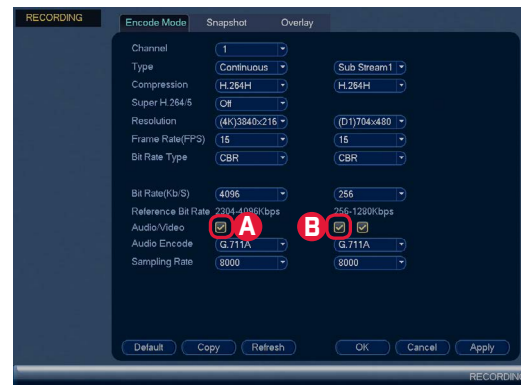 RECORDING
Encode Mode Snapshot Overlay
Channel 1
Type Continuous Sub Stream1
Compression H.264H H.264H
Super H.264/5 Off
Resolution (4K)3840x216 (D1)704x480
Frame Rate(FPS) 15 15
Bit Rate Type CBR CBR
Bit Rate(Kb/S) 4096 256
Reference Bit Rate 2304-4096Kbps 256-1280Kbps
Audio/Video A B
Audio Encode G.711A G.711A
Sampling Rate 8000 8000
Default Copy Refresh OK Cancel Apply
RECORDING